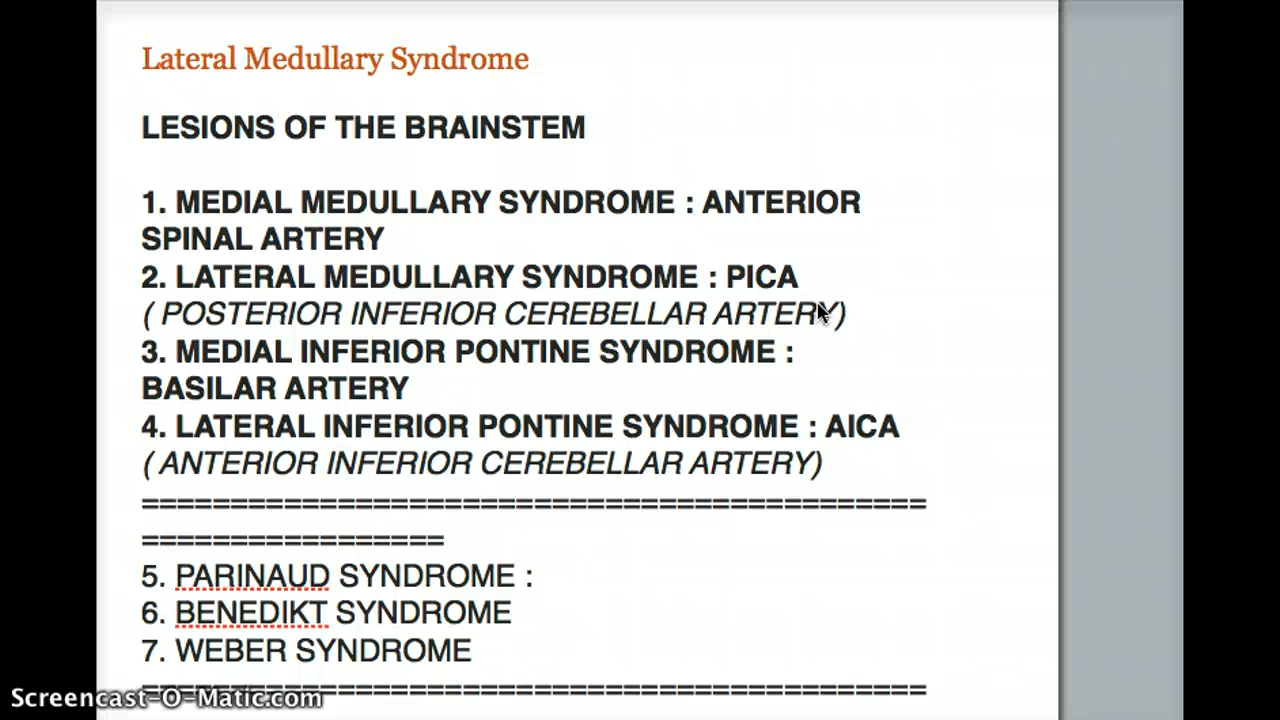 Lateral Medullary Syndrome
LESIONS OF THE BRAINSTEM
1. MEDIAL MEDULLARY SYNDROME : ANTERIOR
SPINAL ARTERY
2. LATERAL MEDULLARY SYNDROME : PICA
( POSTERIOR INFERIOR CEREBELLAR ARTERY)
3. MEDIAL INFERIOR PONTINE SYNDROME :
BASILAR ARTERY
4. LATERAL INFERIOR PONTINE SYNDROME : AICA
( ANTERIOR INFERIOR CEREBELLAR ARTERY)
============================================
=================
5. PARINAUD SYNDROME :
6. BENEDIKT SYNDROME
7. WEBER SYNDROME
============================================
Screencast-O-Matic.com